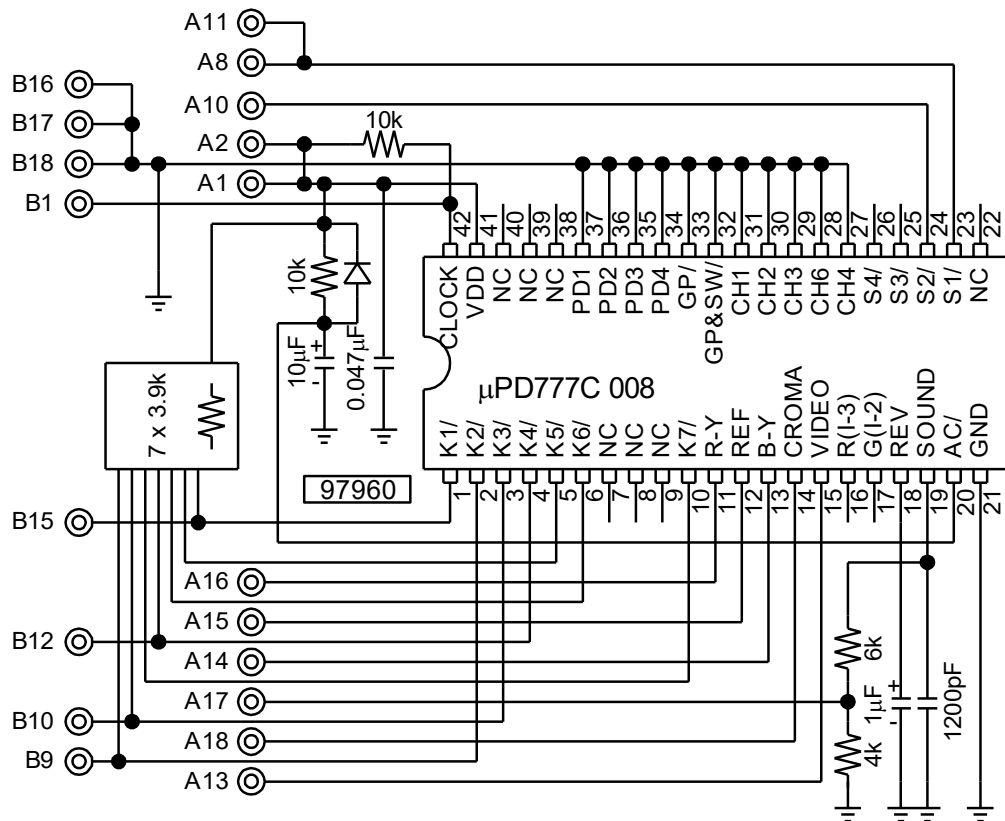 A11
A8
B16
A10
B17
10k
A2
B18
A1
B1
42
41
40
39
38
37
36
35
34
33
32
31
30
29
28
27
26
25
24
23
22
CLOCK
VDD
NC
NC
NC
PD1
PD2
PD3
PD4
GP/
GP&SW/
CH1
CH2
CH3
CH6
CH4
S4/
S3/
S2/
S1/
NC
10k
10µF
+
-
0.047µF
7 x 3.9k
µPD777C 008
97960
K1/
K2/
K3/
K4/
K5/
K6/
NC
NC
NC
K7/
R-Y
REF
B-Y
CROMA
VIDEO
R(I-3)
G(I-2)
REV
SOUND
AC/
GND
1
2
3
4
5
6
7
8
9
10
11
12
13
14
15
16
17
18
19
20
21
B15
A16
A15
B12
A14
6k
A17
1µF
+
-
1200pF
B10
A18
4k
B9
A13